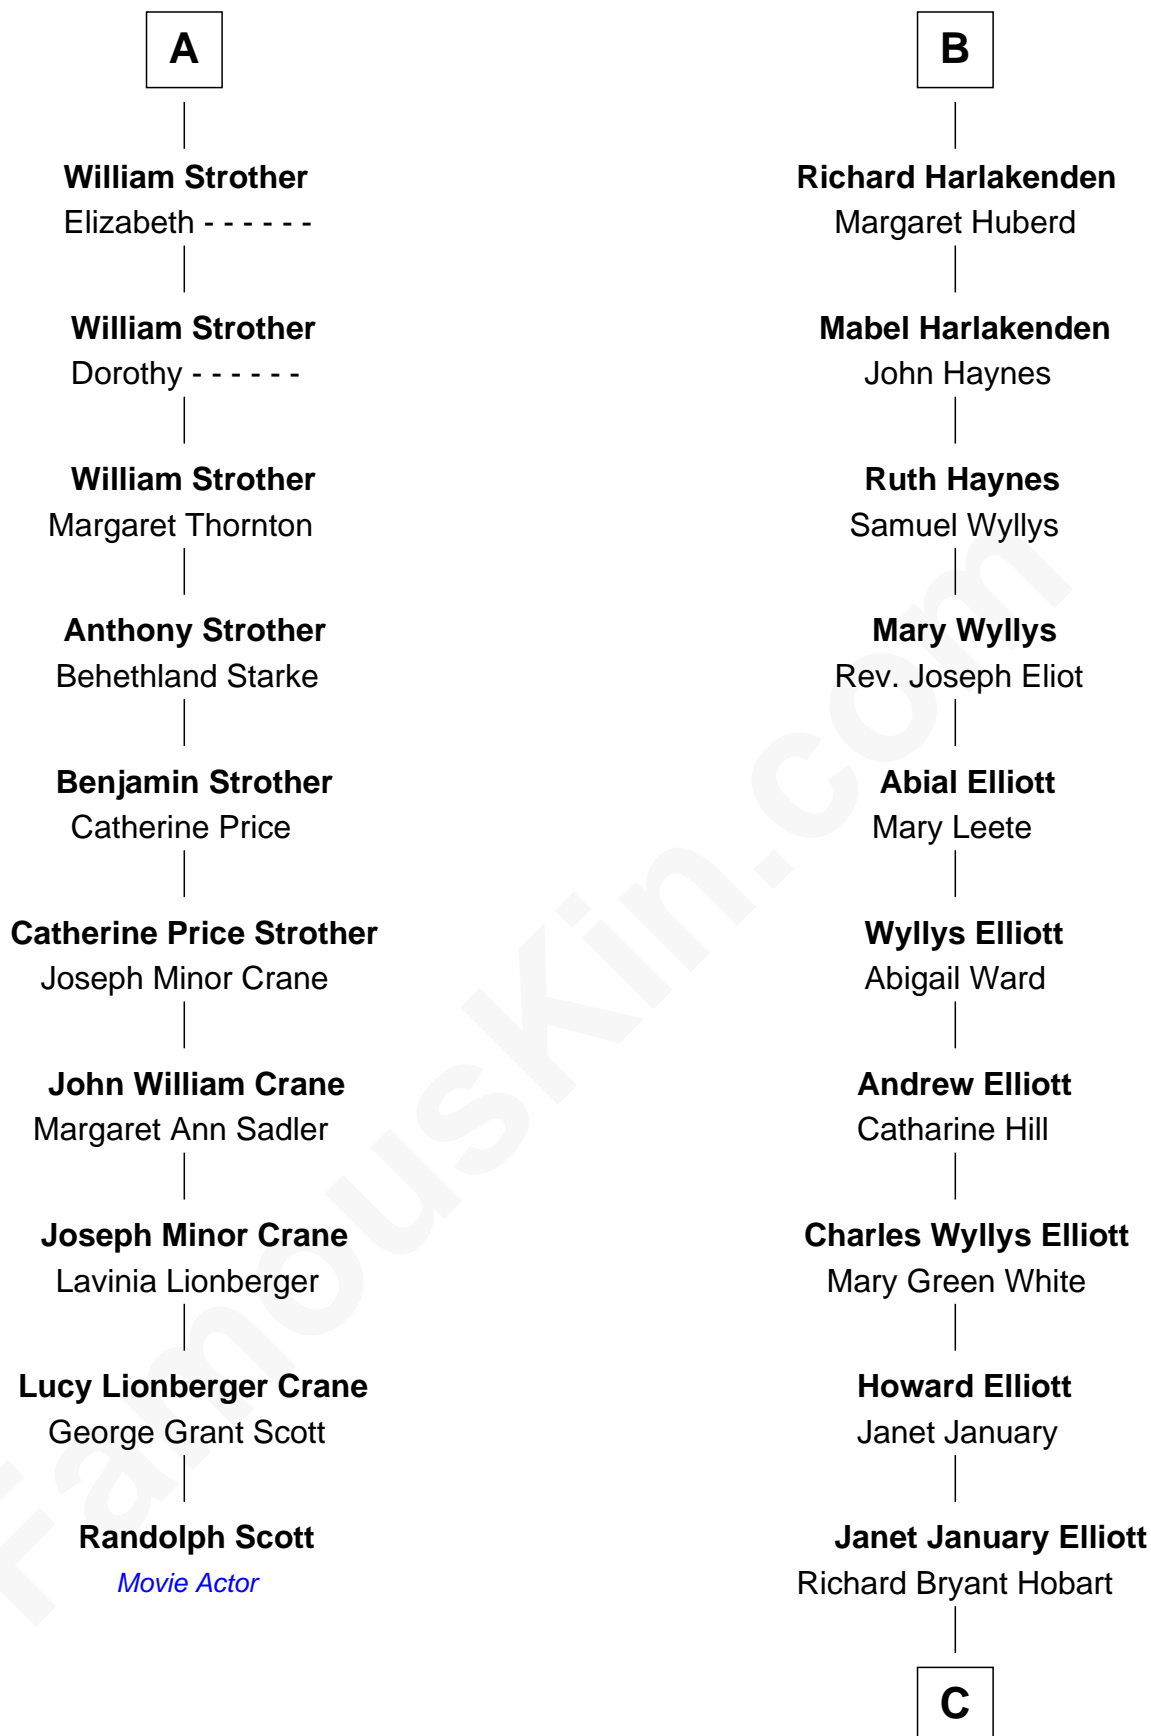 A
William Strother
Elizabeth - - - - - -
William Strother
Dorothy - - - - - -
William Strother
Margaret Thornton
Anthony Strother
Behethland Starke
Benjamin Strother
Catherine Price
Catherine Price Strother
Joseph Minor Crane
John William Crane
Margaret Ann Sadler
Joseph Minor Crane
Lavinia Lionberger
Lucy Lionberger Crane
George Grant Scott
Randolph Scott
Movie Actor
B
Richard Harlakenden
Margaret Huberd
Mabel Harlakenden
John Haynes
Ruth Haynes
Samuel Wyllys
Mary Wyllys
Rev. Joseph Eliot
Abial Elliott
Mary Leete
Wyllys Elliott
Abigail Ward
Andrew Elliott
Catharine Hill
Charles Wyllys Elliott
Mary Green White
Howard Elliott
Janet January
Janet January Elliott
Richard Bryant Hobart
C
FamousKin.com